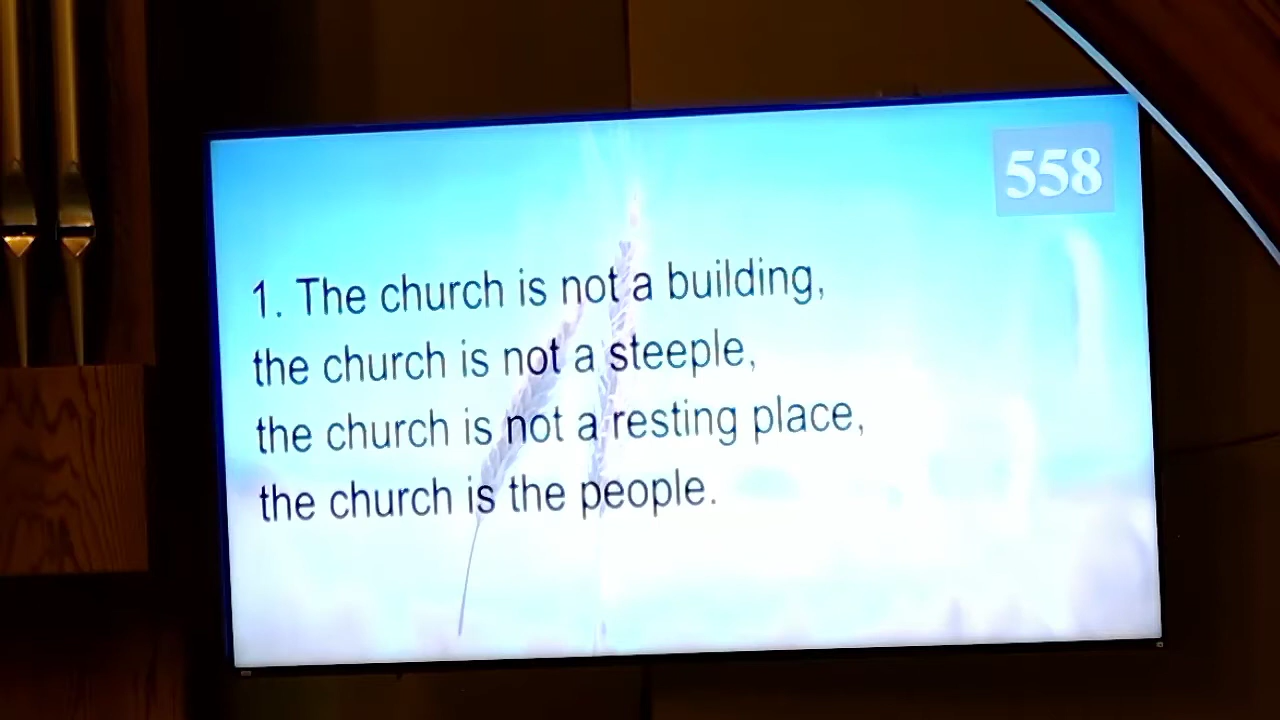 558
1. The church is not a building,
the church is not a steeple,
the church is not a resting place,
the church is the people.